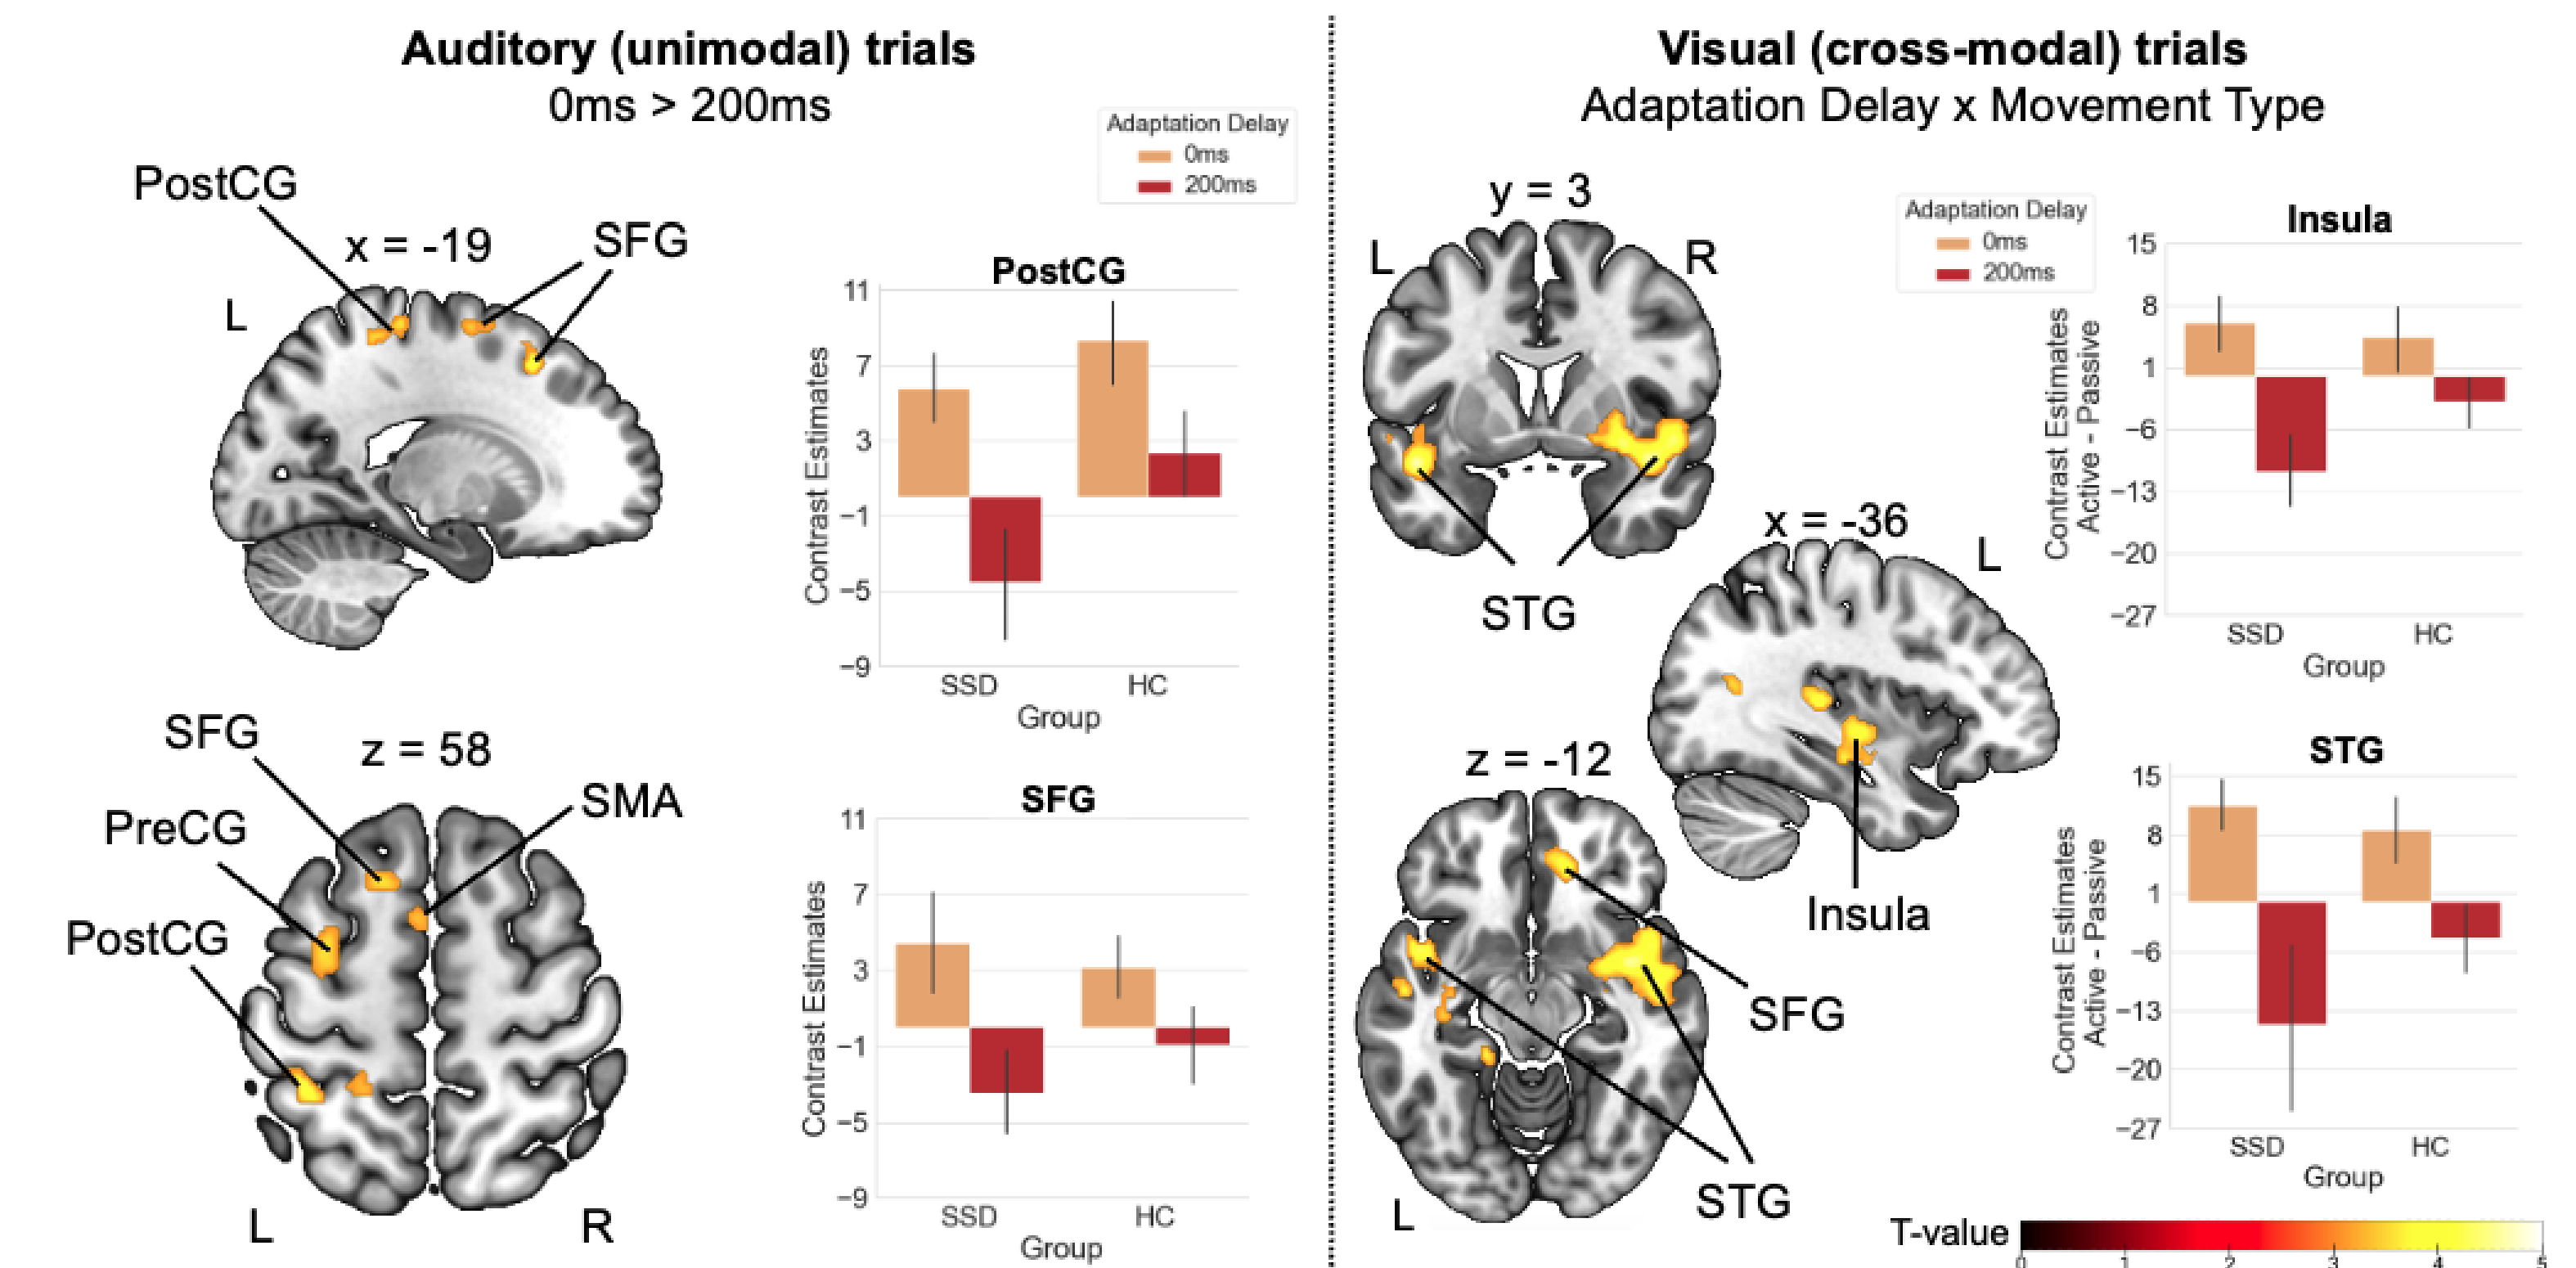 Auditory (unimodal) trials
0ms > 200ms
Adaptation Delay
0ms
200ms
PostCG
x = -19
SFG
L
PostCG
11
7
3
−1
−5
−9
Contrast Estimates
SSD
HC
Group
SFG
z = 58
SMA
PreCG
PostCG
L
R
SFG
11
7
3
−1
−5
−9
Contrast Estimates
SSD
HC
Group
Visual (cross-modal) trials
Adaptation Delay x Movement Type
y = 3
L
R
STG
Adaptation Delay
0ms
200ms
Insula
15
8
1
−6
−13
−20
−27
Contrast Estimates
Active - Passive
SSD
HC
Group
x = -36
L
Insula
z = -12
SFG
STG
L
STG
15
8
1
−6
−13
−20
−27
Contrast Estimates
Active - Passive
SSD
HC
Group
T-value
0 1 2 3 4 5